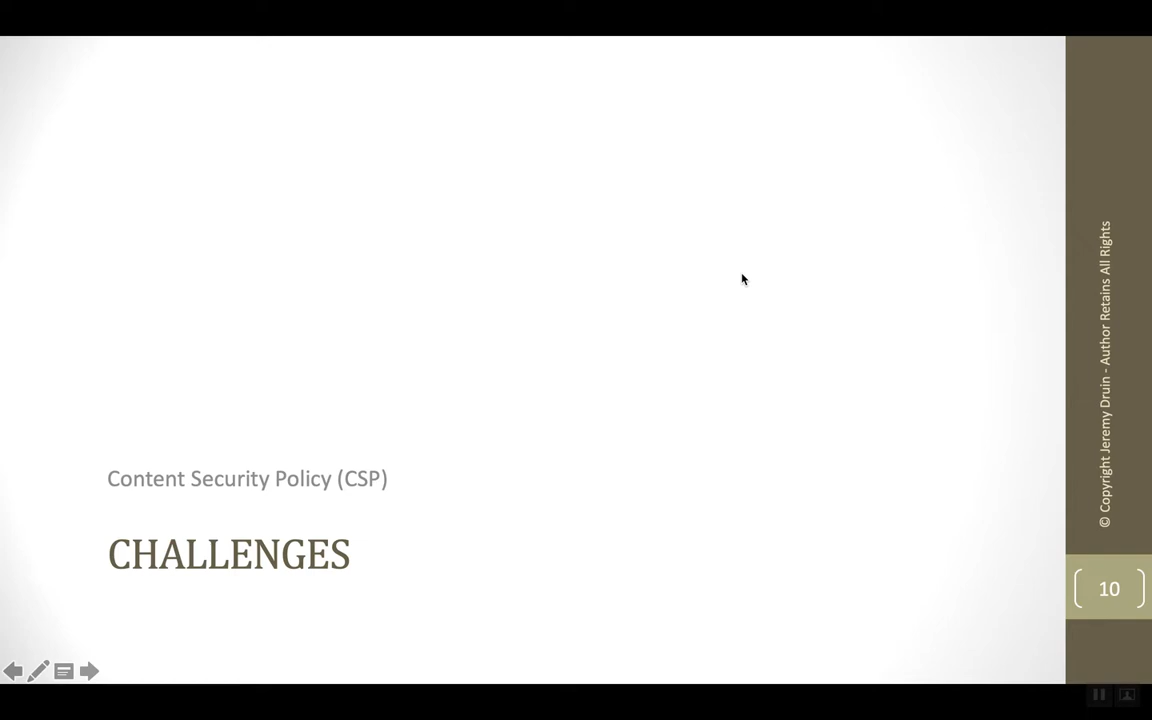 Content Security Policy (CSP)
CHALLENGES
© Copyright Jeremy Druin - Author Retains All Rights
10